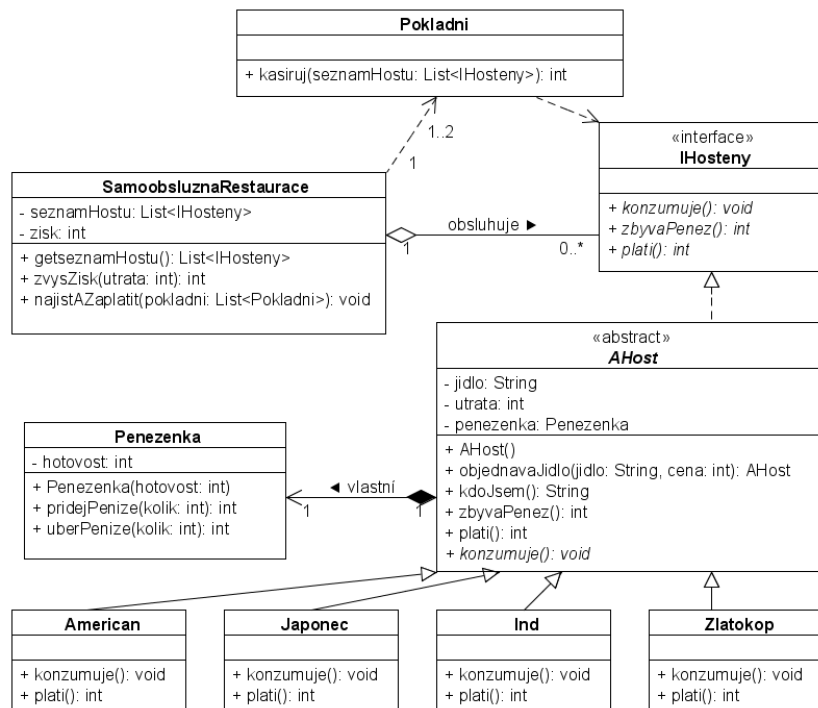 Pokladni
+ kasiruj(seznamHostu: List<IHosteny>): int
1..2
1
«interface»
IHosteny
+ konzumuje(): void
+ zbyvaPenez(): int
+ plati(): int
SamoobsluznaRestaurace
- seznamHostu: List<IHosteny>
- zisk: int
+ getseznamHostu(): List<IHosteny>
+ zvysZisk(utrata: int): int
+ najistAZaplatit(pokladni: List<Pokladni>): void
obsluhuje ►
1
0..*
«abstract»
AHost
- jidlo: String
- utrata: int
- penezenka: Penezenka
+ AHost()
+ objednavaJidlo(jidlo: String, cena: int): AHost
+ kdoJsem(): String
+ zbyvaPenez(): int
+ plati(): int
+ konzumuje(): void
Penezenka
- hotovost: int
+ Penezenka(hotovost: int)
+ pridejPenize(kolik: int): int
+ uberPenize(kolik: int): int
◄ vlastní
1
1
American
+ konzumuje(): void
+ plati(): int
Japonec
+ konzumuje(): void
+ plati(): int
Ind
+ konzumuje(): void
+ plati(): int
Zlatokop
+ konzumuje(): void
+ plati(): int